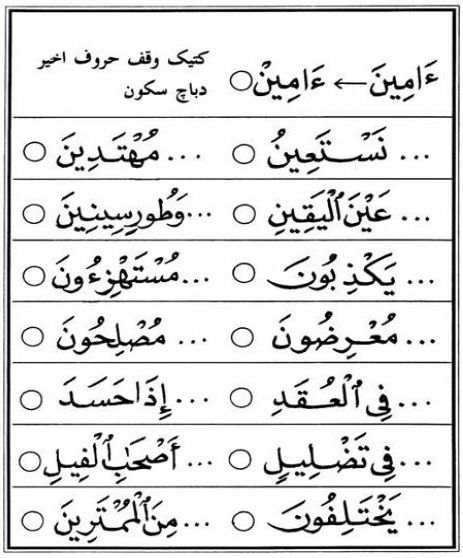 ءَامِينَ ← ءَامِينْ ○ كتيک وقف حروف اخير
دباچ سكون
... نَسْتَعِينُ ○ ... مُهْتَدِينَ ○
... عَيْنَ ٱلْيَقِينِ ○ ... وَطُورِ سِينِينَ ○
... يَكْذِبُونَ ○ ... مُسْتَهْزِءُونَ ○
... مُعْرِضُونَ ○ ... مُصْلِحُونَ ○
... فِى ٱلْعُقَدِ ○ ... إِذَا حَسَدَ ○
... فِى تَضْلِيلٍ ○ ... أَصْحَٰبِ ٱلْفِيلِ ○
... يَخْتَلِفُونَ ○ ... مِنَ ٱلْمُمْتَرِينَ ○